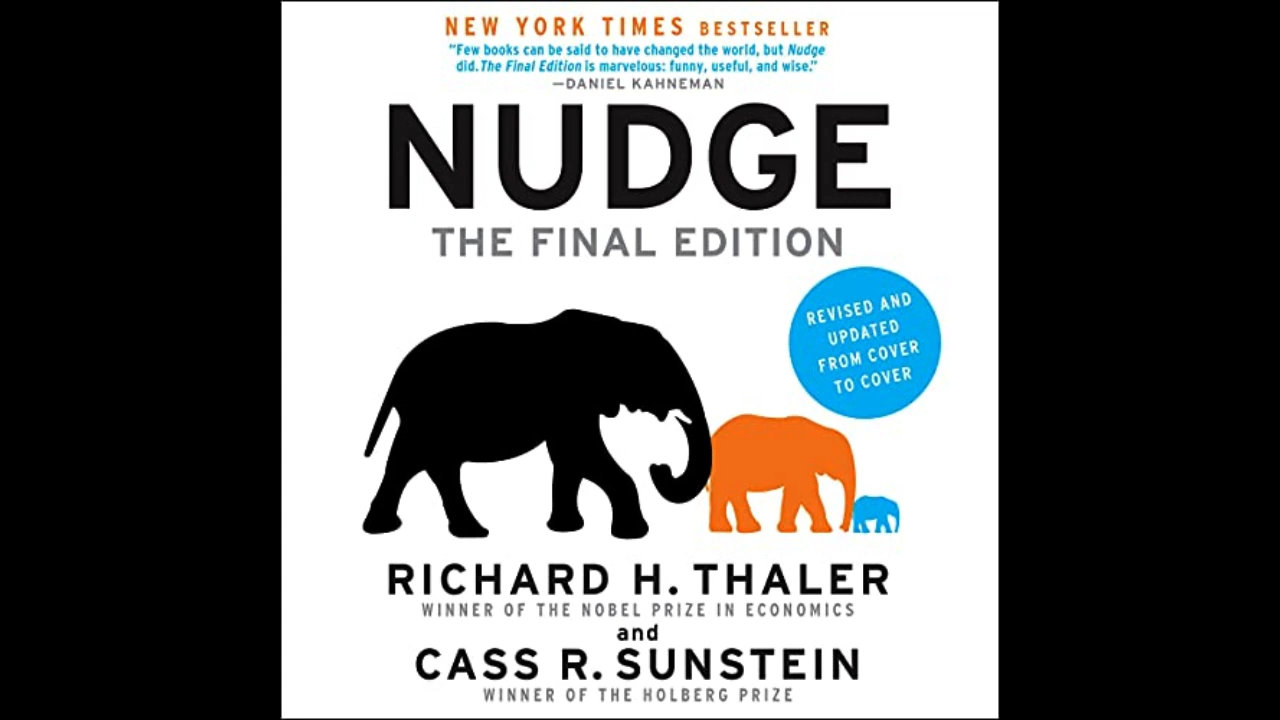 NEW YORK TIMES BESTSELLER
“Few books can be said to have changed the world, but Nudge
did. The Final Edition is marvelous: funny, useful, and wise.”
—DANIEL KAHNEMAN
NUDGE
THE FINAL EDITION
REVISED AND
UPDATED
FROM COVER
TO COVER
RICHARD H. THALER
WINNER OF THE NOBEL PRIZE IN ECONOMICS
and
CASS R. SUNSTEIN
WINNER OF THE HOLBERG PRIZE